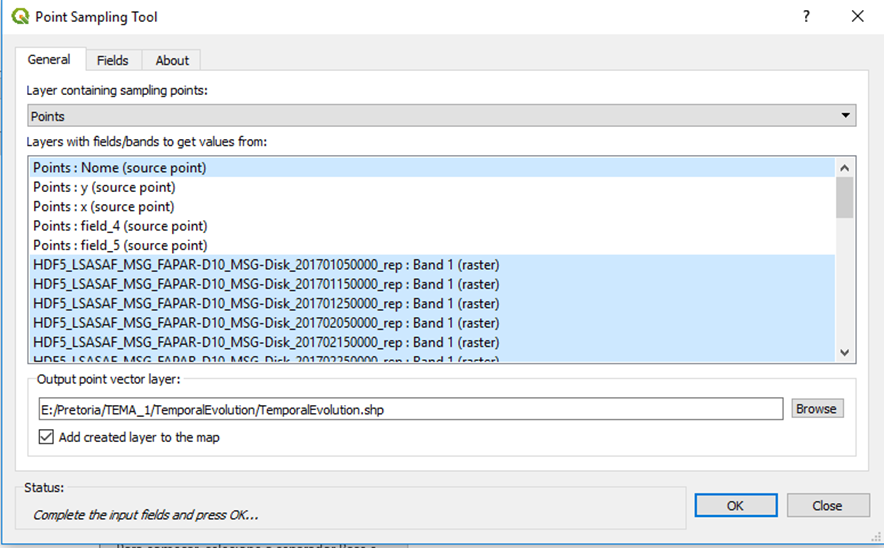 Point Sampling Tool
? ×
General Fields About
Layer containing sampling points:
Points
Layers with fields/bands to get values from:
Points : Nome (source point)
Points : y (source point)
Points : x (source point)
Points : field_4 (source point)
Points : field_5 (source point)
HDF5_LSASAF_MSG_FAPAR-D10_MSG-Disk_201701050000_rep : Band 1 (raster)
HDF5_LSASAF_MSG_FAPAR-D10_MSG-Disk_201701150000_rep : Band 1 (raster)
HDF5_LSASAF_MSG_FAPAR-D10_MSG-Disk_201701250000_rep : Band 1 (raster)
HDF5_LSASAF_MSG_FAPAR-D10_MSG-Disk_201702050000_rep : Band 1 (raster)
HDF5_LSASAF_MSG_FAPAR-D10_MSG-Disk_201702150000_rep : Band 1 (raster)
HDF5_LSASAF_MSG_FAPAR-D10_MSG-Disk_201702250000_rep : Band 1 (raster)
Output point vector layer:
E:/Pretoria/TEMA_1/TemporalEvolution/TemporalEvolution.shp
Browse
Add created layer to the map
Status:
Complete the input fields and press OK...
OK Close